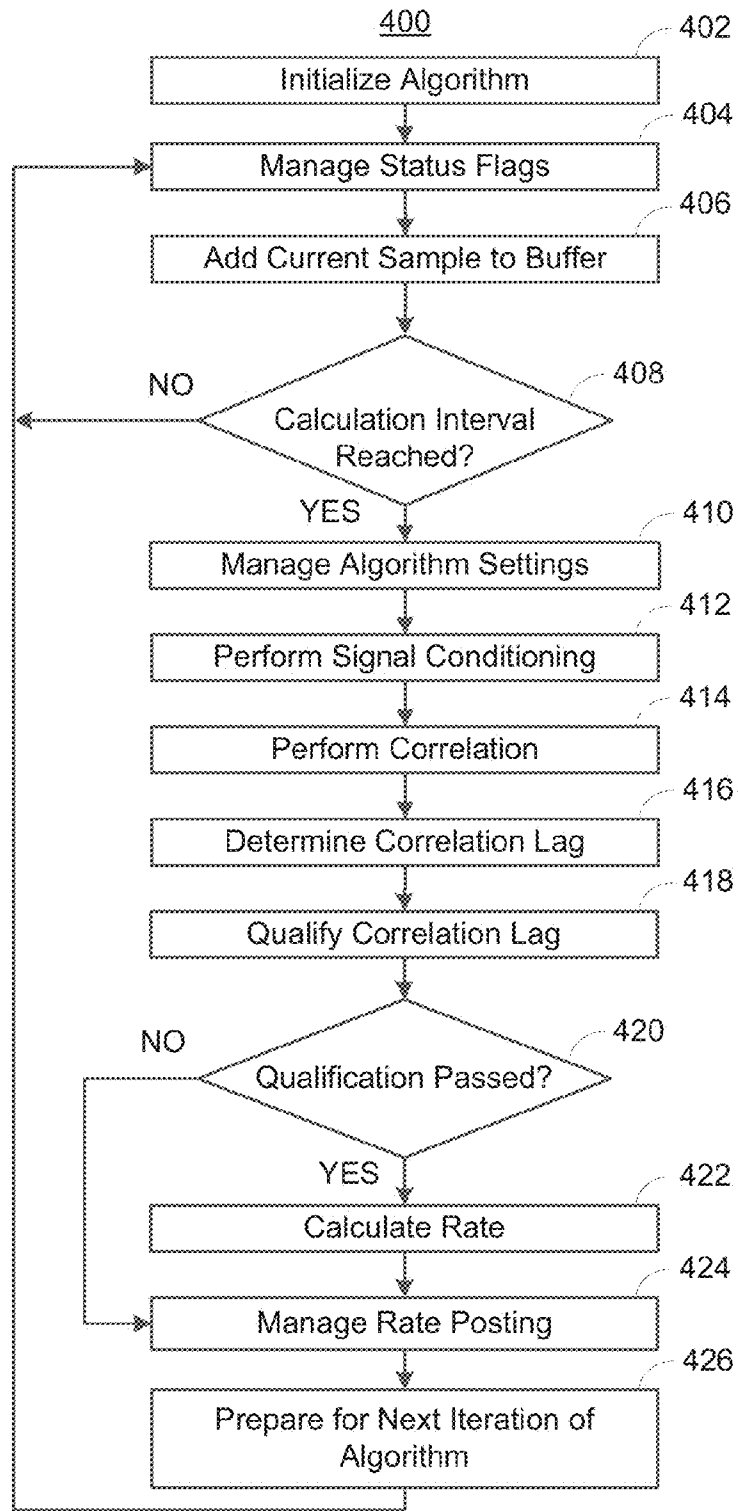 400
402
Initialize Algorithm
404
Manage Status Flags
406
Add Current Sample to Buffer
408
NO
Calculation Interval
Reached?
YES
410
Manage Algorithm Settings
412
Perform Signal Conditioning
414
Perform Correlation
416
Determine Correlation Lag
418
Qualify Correlation Lag
420
NO
Qualification Passed?
YES
422
Calculate Rate
424
Manage Rate Posting
426
Prepare for Next Iteration of
Algorithm